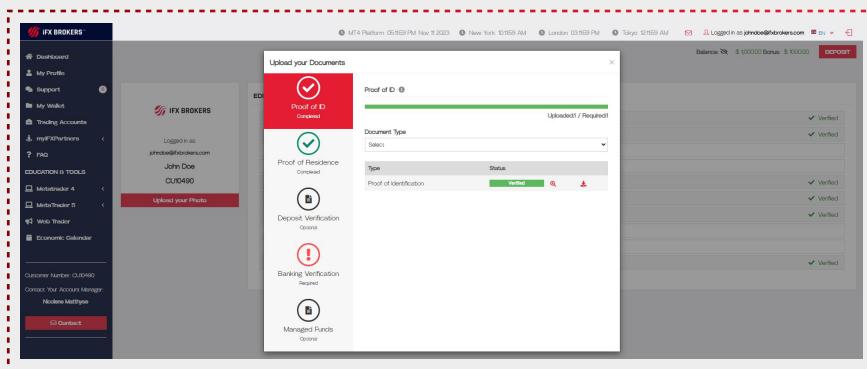 IFX BROKERS
MT4 Platform 05:11:59 PM Nov 11 2023
New York 10:11:59 AM
London 03:11:59 PM
Tokyo 12:11:59 AM
Logged in as johndoe@ifxbrokers.com
EN
Balance
Bonus: $ 1000.00
DEPOSIT
Dashboard
My Profile
Support
0
My Wallet
Trading Accounts
myIFXPartners
FAQ
EDUCATION & TOOLS
Metatrader 4
MetaTrader 5
Web Trader
Economic Calendar
Customer Number: CU10490
Contact Your Account Manager:
Nicolene Matthyse
Contact
IFX BROKERS
Logged in as:
johndoe@ifxbrokers.com
John Doe
CU10490
Upload your Photo
Upload your Documents
×
Proof of ID
Completed
Proof of Residence
Completed
Deposit Verification
Optional
Banking Verification
Required
Managed Funds
Optional
Proof of ID
Uploaded:1 / Required:1
Document Type
Select
Type Status
Proof of Identification Verified
Verified
Verified
Verified
Verified
Verified
Verified